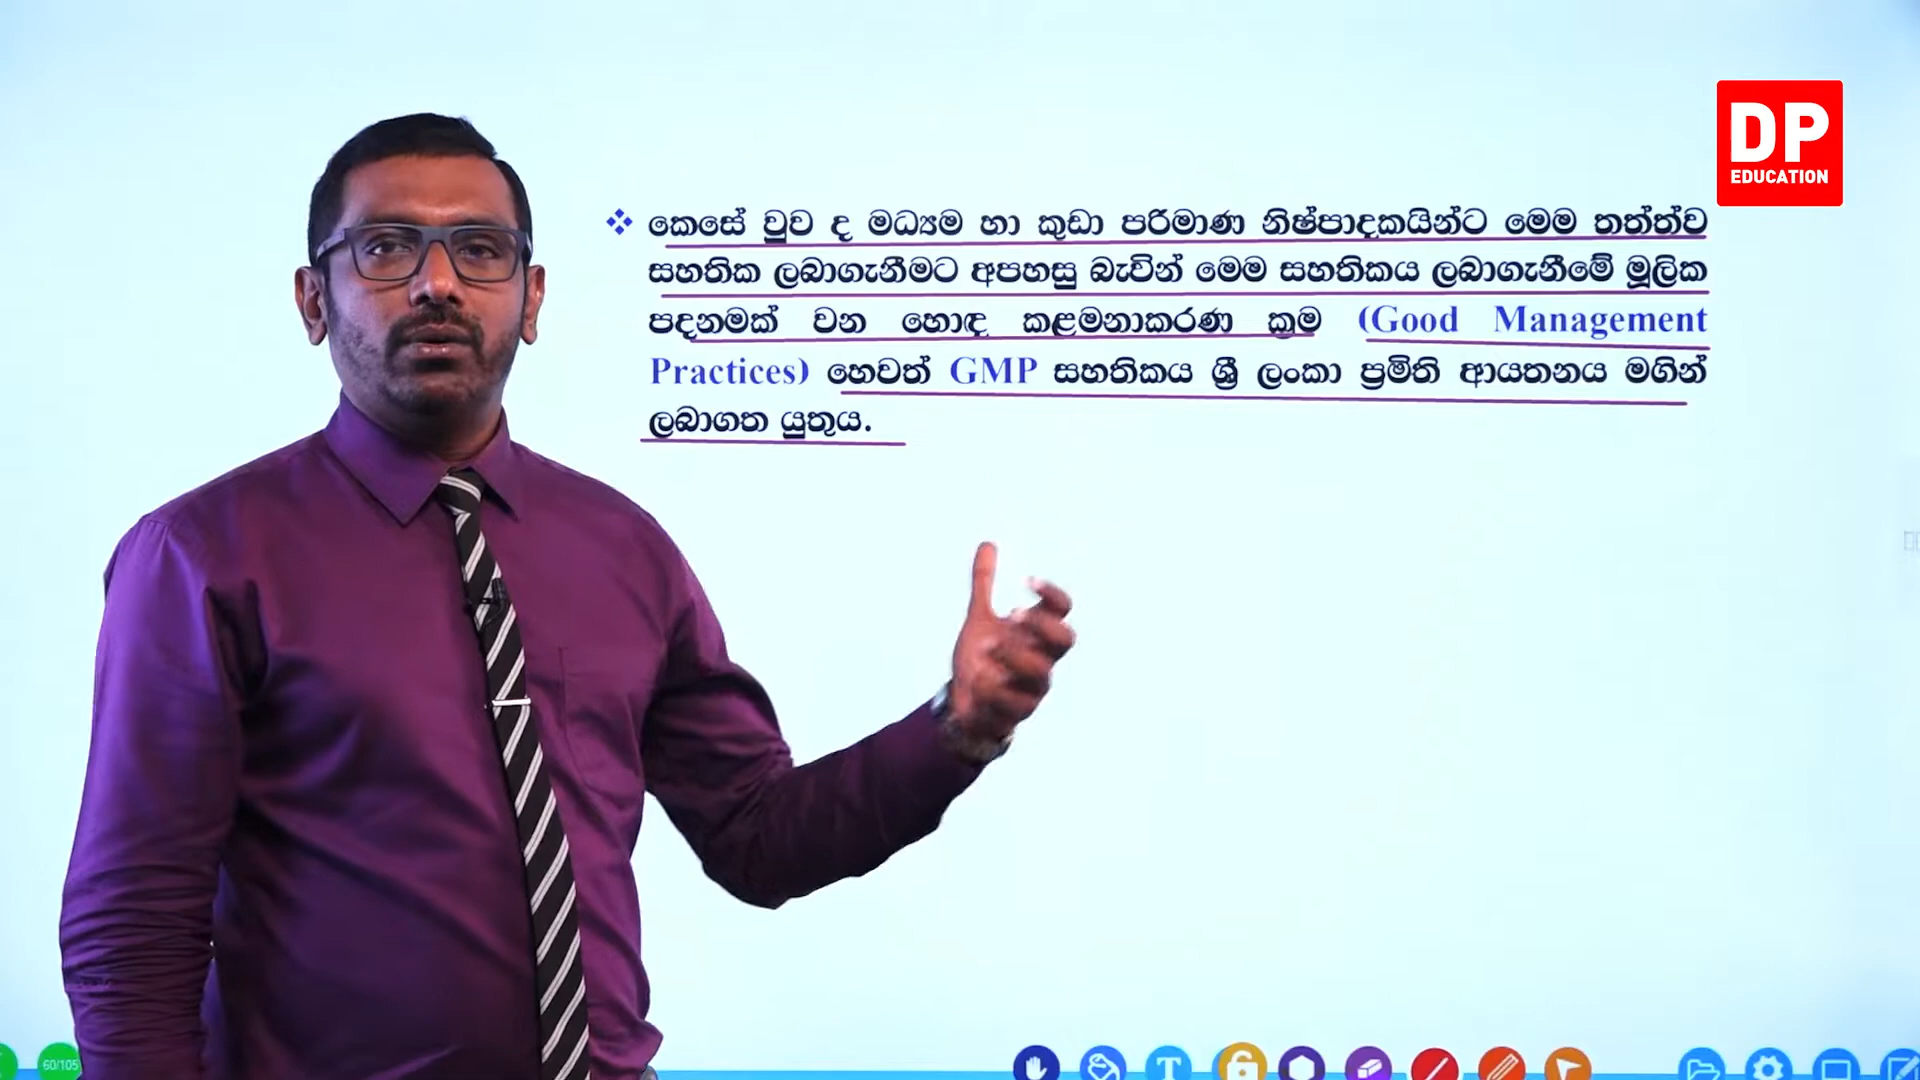 DP
EDUCATION
❖ කෙසේ වුව ද මධ්‍යම හා කුඩා පරිමාණ නිෂ්පාදකයින්ට මෙම තත්ත්ව
සහතික ලබාගැනීමට අපහසු බැවින් මෙම සහතිකය ලබාගැනීමේ මූලික
පදනමක් වන හොඳ කළමනාකරණ ක්‍රම (Good Management
Practices) හෙවත් GMP සහතිකය ශ්‍රී ලංකා ප්‍රමිති ආයතනය මගින්
ලබාගත යුතුය.
60/105
T